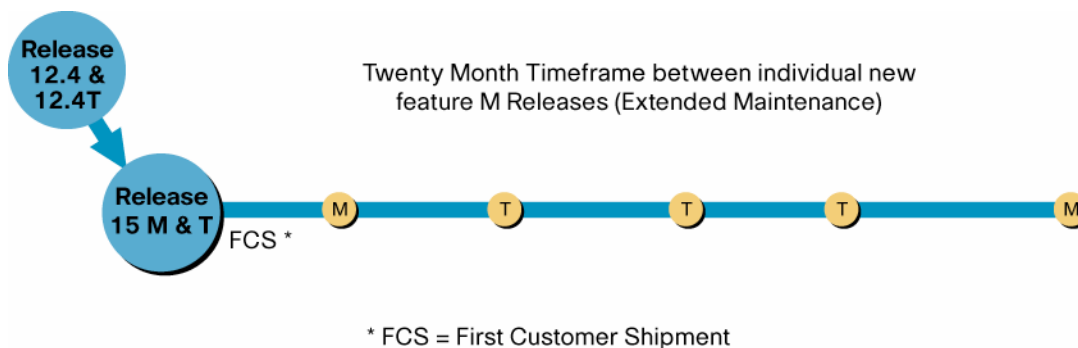 Release
12.4 &
12.4T
Twenty Month Timeframe between individual new
feature M Releases (Extended Maintenance)
Release
15 M & T
FCS *
M
T
T
T
M
* FCS = First Customer Shipment